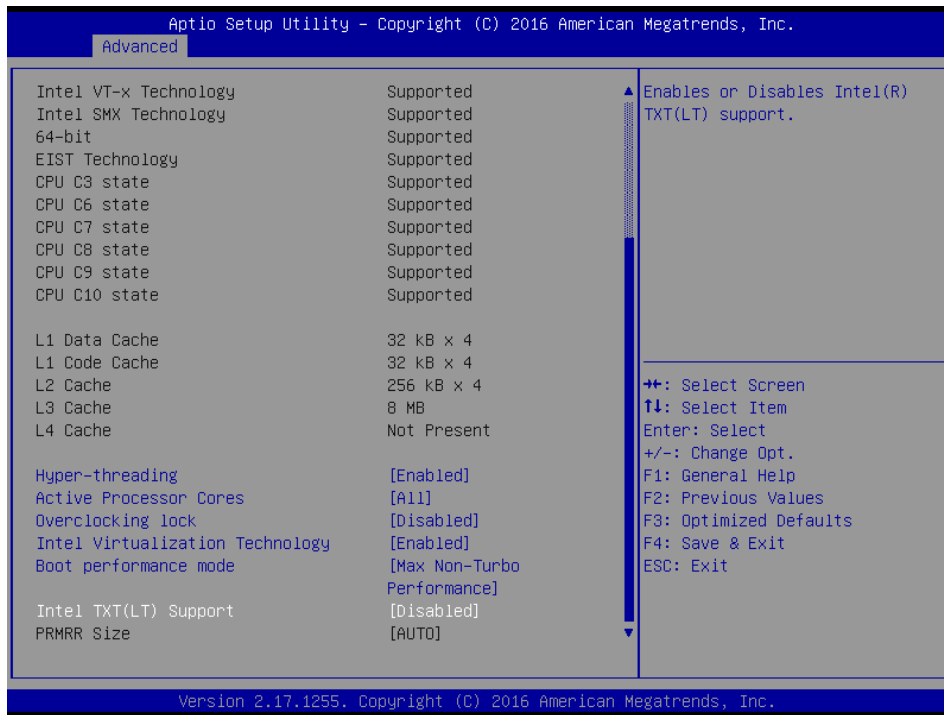 Aptio Setup Utility – Copyright (C) 2016 American Megatrends, Inc.
Advanced
Intel VT-x Technology Supported
Intel SMX Technology Supported
64-bit Supported
EIST Technology Supported
CPU C3 state Supported
CPU C6 state Supported
CPU C7 state Supported
CPU C8 state Supported
CPU C9 state Supported
CPU C10 state Supported
L1 Data Cache 32 kB x 4
L1 Code Cache 32 kB x 4
L2 Cache 256 kB x 4
L3 Cache 8 MB
L4 Cache Not Present
Hyper-threading [Enabled]
Active Processor Cores [All]
Overclocking lock [Disabled]
Intel Virtualization Technology [Enabled]
Boot performance mode [Max Non-Turbo
Performance]
Intel TXT(LT) Support [Disabled]
PRMRR Size [AUTO]
Enables or Disables Intel(R)
TXT(LT) support.
→←: Select Screen
↑↓: Select Item
Enter: Select
+/-: Change Opt.
F1: General Help
F2: Previous Values
F3: Optimized Defaults
F4: Save & Exit
ESC: Exit
Version 2.17.1255. Copyright (C) 2016 American Megatrends, Inc.